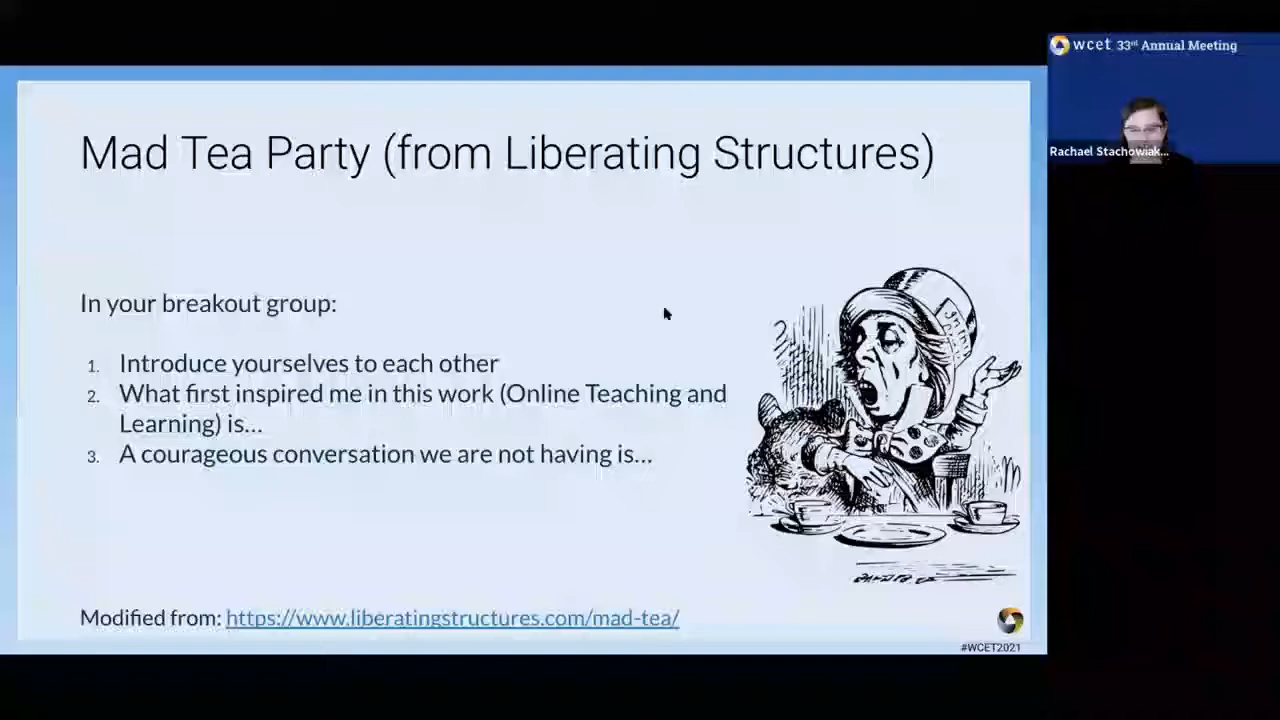 Mad Tea Party (from Liberating Structures)
In your breakout group:
1. Introduce yourselves to each other
2. What first inspired me in this work (Online Teaching and
Learning) is...
3. A courageous conversation we are not having is...
Modified from: https://www.liberatingstructures.com/mad-tea/
#WCET2021
wcet 33rd Annual Meeting
Rachael Stachowiak...